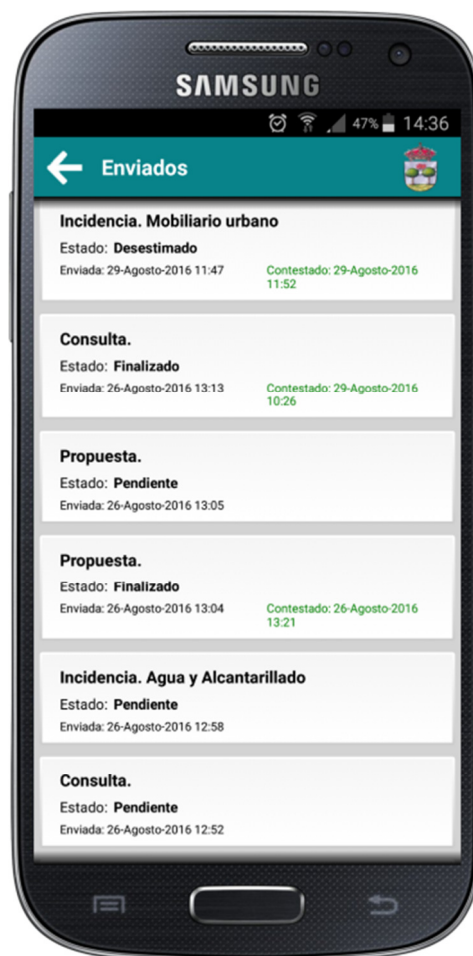 SAMSUNG
47% 14:36
Enviados
Incidencia. Mobiliario urbano
Estado: Desestimado
Enviada: 29-Agosto-2016 11:47 Contestado: 29-Agosto-2016
11:52
Consulta.
Estado: Finalizado
Enviada: 26-Agosto-2016 13:13 Contestado: 29-Agosto-2016
10:26
Propuesta.
Estado: Pendiente
Enviada: 26-Agosto-2016 13:05
Propuesta.
Estado: Finalizado
Enviada: 26-Agosto-2016 13:04 Contestado: 26-Agosto-2016
13:21
Incidencia. Agua y Alcantarillado
Estado: Pendiente
Enviada: 26-Agosto-2016 12:58
Consulta.
Estado: Pendiente
Enviada: 26-Agosto-2016 12:52